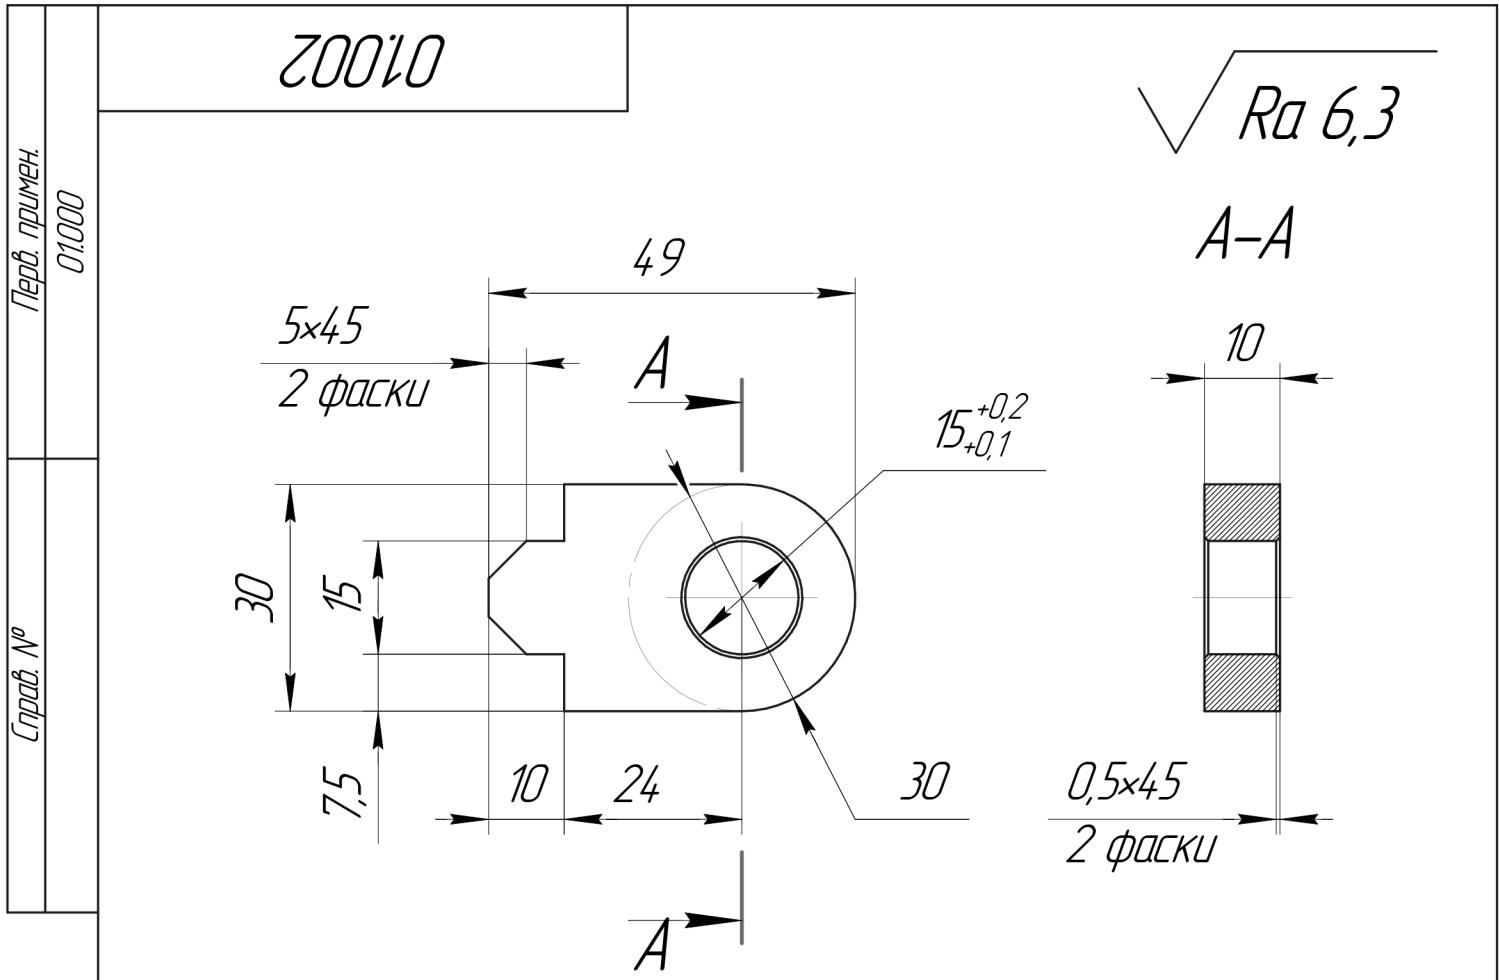 01.002
Ra 6,3
Перв. примен.
01.000
А-А
49
5×45
2 фаски
10
А
15 +0,2
+0,1
30
15
Справ. №
7,5
10
24
30
0,5×45
2 фаски
А